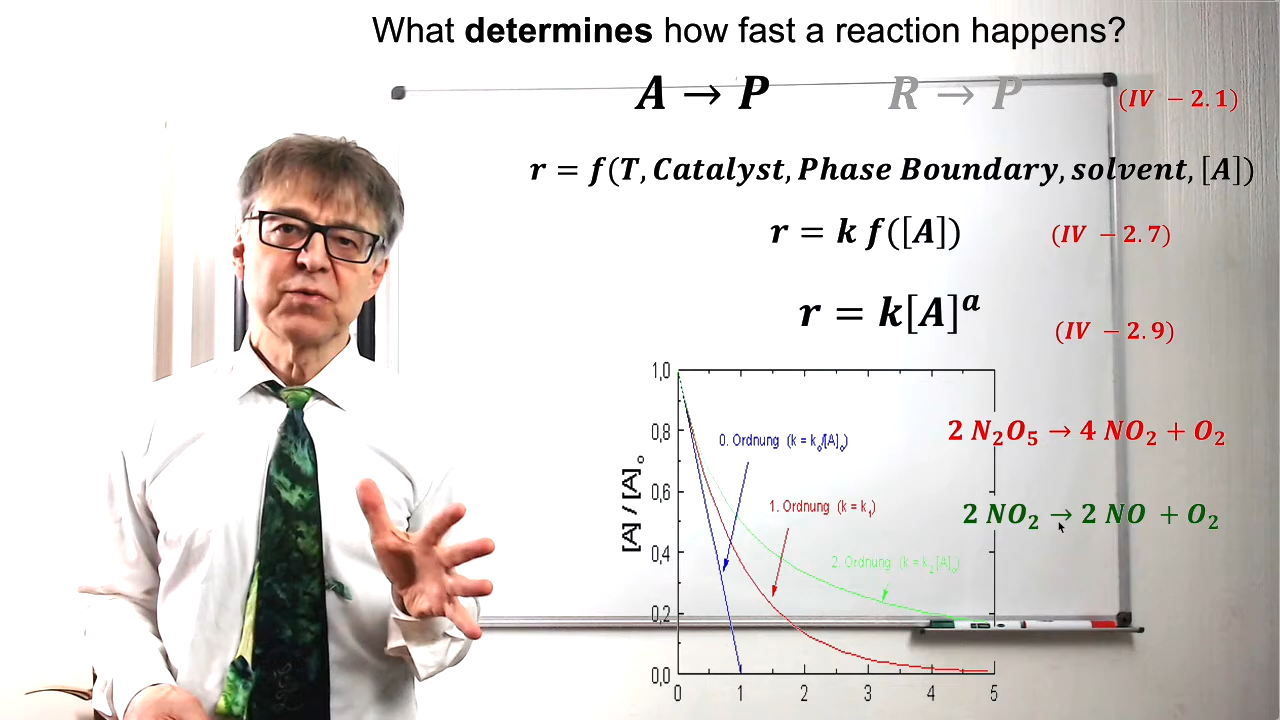 What determines how fast a reaction happens?
A → P R → P (IV − 2.1)
r = f(T, Catalyst, Phase Boundary, solvent, [A])
r = k f([A]) (IV − 2.7)
r = k[A]ᵃ (IV − 2.9)
1,0
0,8
0,6
0,4
0,2
0,0
[A] / [A]₀
0. Ordnung (k = k₀/[A]₀)
1. Ordnung (k = k₁)
2. Ordnung (k = k₂[A]₀)
0 1 2 3 4 5
2 N₂O₅ → 4 NO₂ + O₂
2 NO₂ → 2 NO + O₂